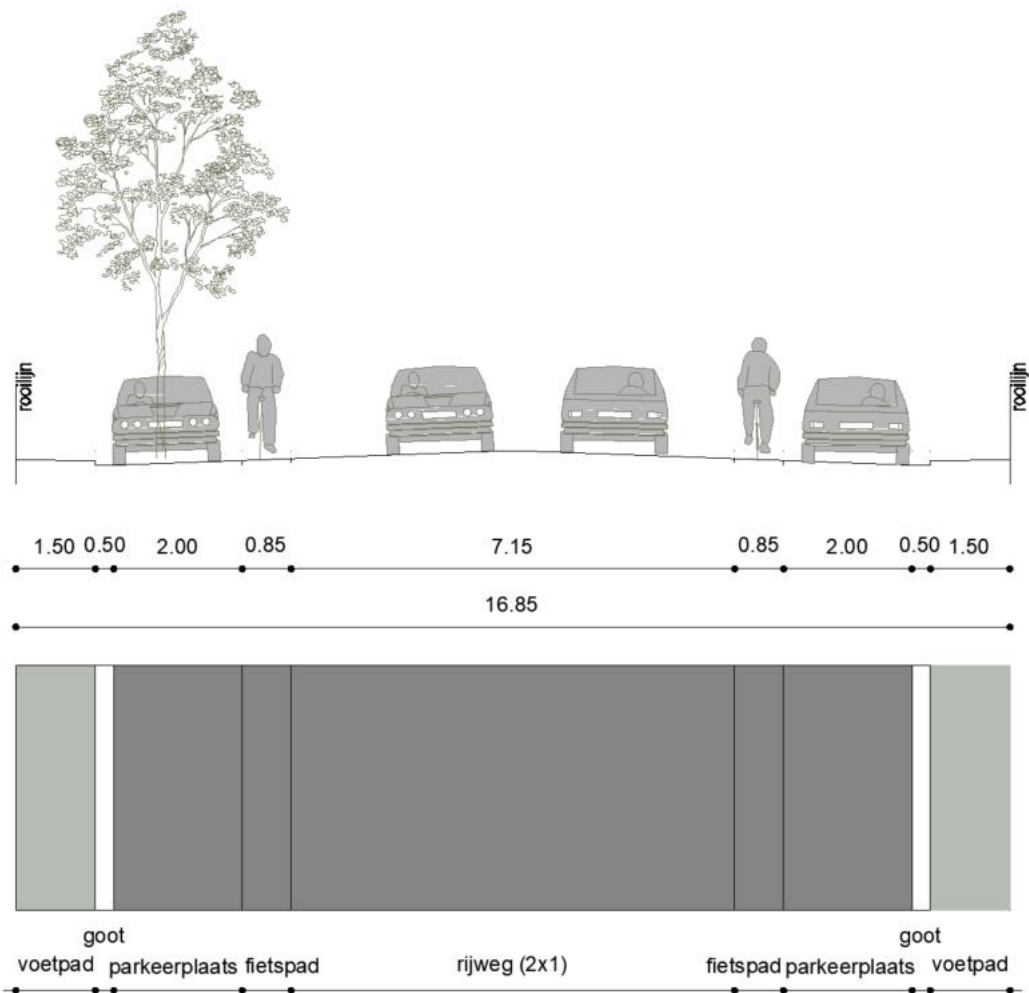 rooilijn
rooilijn
1.50 0.50 2.00 0.85 7.15 0.85 2.00 0.50 1.50
16.85
goot goot
voetpad parkeerplaats fietspad rijweg (2x1) fietspad parkeerplaats voetpad